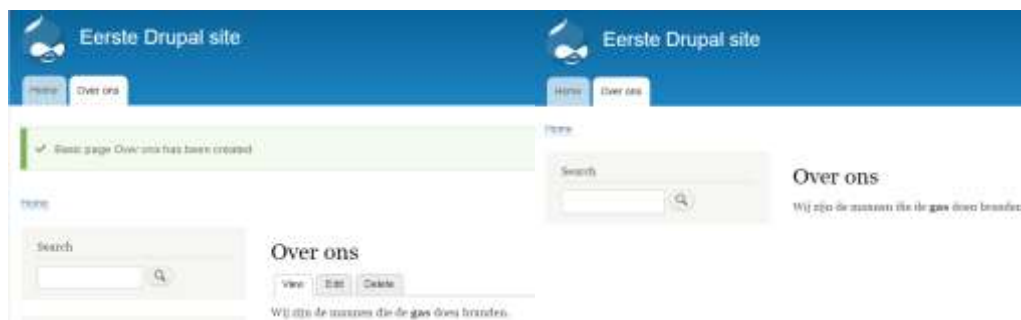 Eerste Drupal site
Home Over ons
Basic page Over ons has been created
Home
Search
Over ons
View Edit Delete
Wij zijn de mannen die de gas doen branden.
Eerste Drupal site
Home Over ons
Home
Search
Over ons
Wij zijn de mannen die de gas doen branden